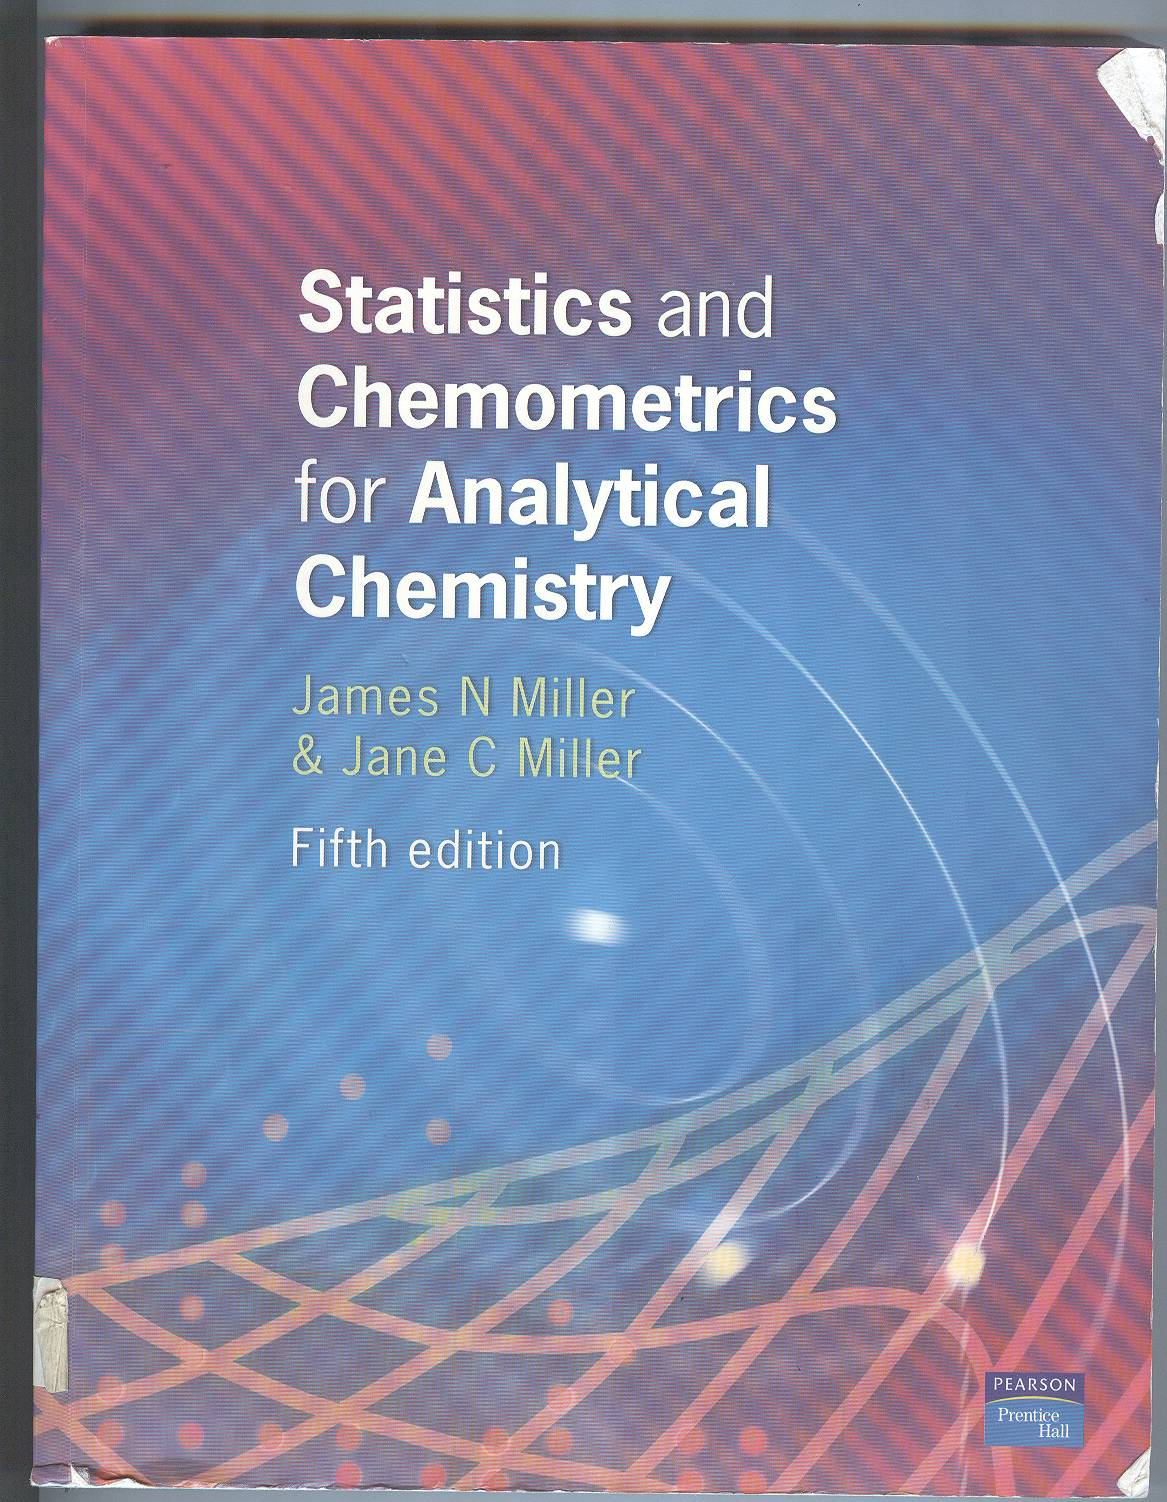 Statistics and
Chemometrics
for Analytical
Chemistry
James N Miller
& Jane C Miller
Fifth edition
PEARSON
Prentice
Hall